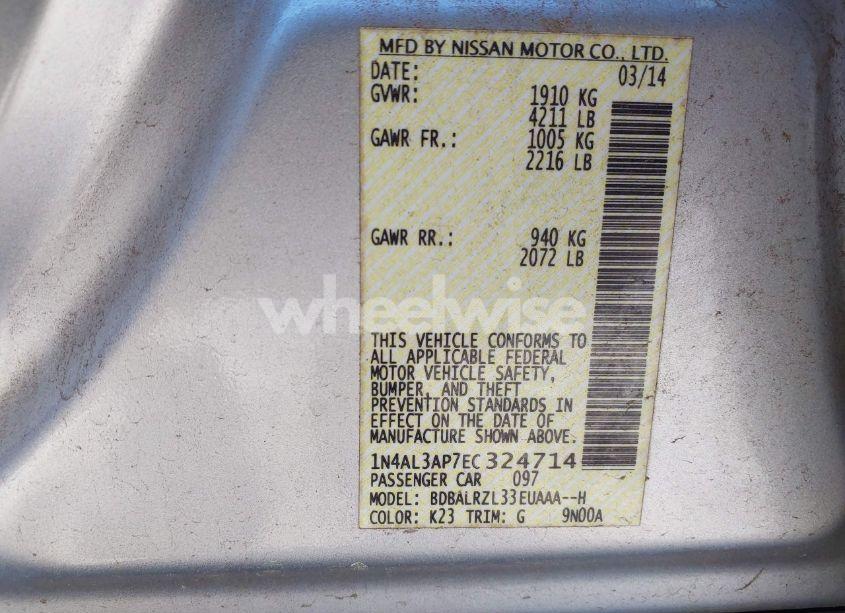 MFD BY NISSAN MOTOR CO., LTD.
DATE: 03/14
GVWR: 1910 KG
4211 LB
GAWR FR.: 1005 KG
2216 LB
GAWR RR.: 940 KG
2072 LB
wheelwise
THIS VEHICLE CONFORMS TO
ALL APPLICABLE FEDERAL
MOTOR VEHICLE SAFETY,
BUMPER, AND THEFT
PREVENTION STANDARDS IN
EFFECT ON THE DATE OF
MANUFACTURE SHOWN ABOVE.
1N4AL3AP7EC324714
PASSENGER CAR 097
MODEL: BDBALRZL33EUAAA--H
COLOR: K23 TRIM: G 9N00A